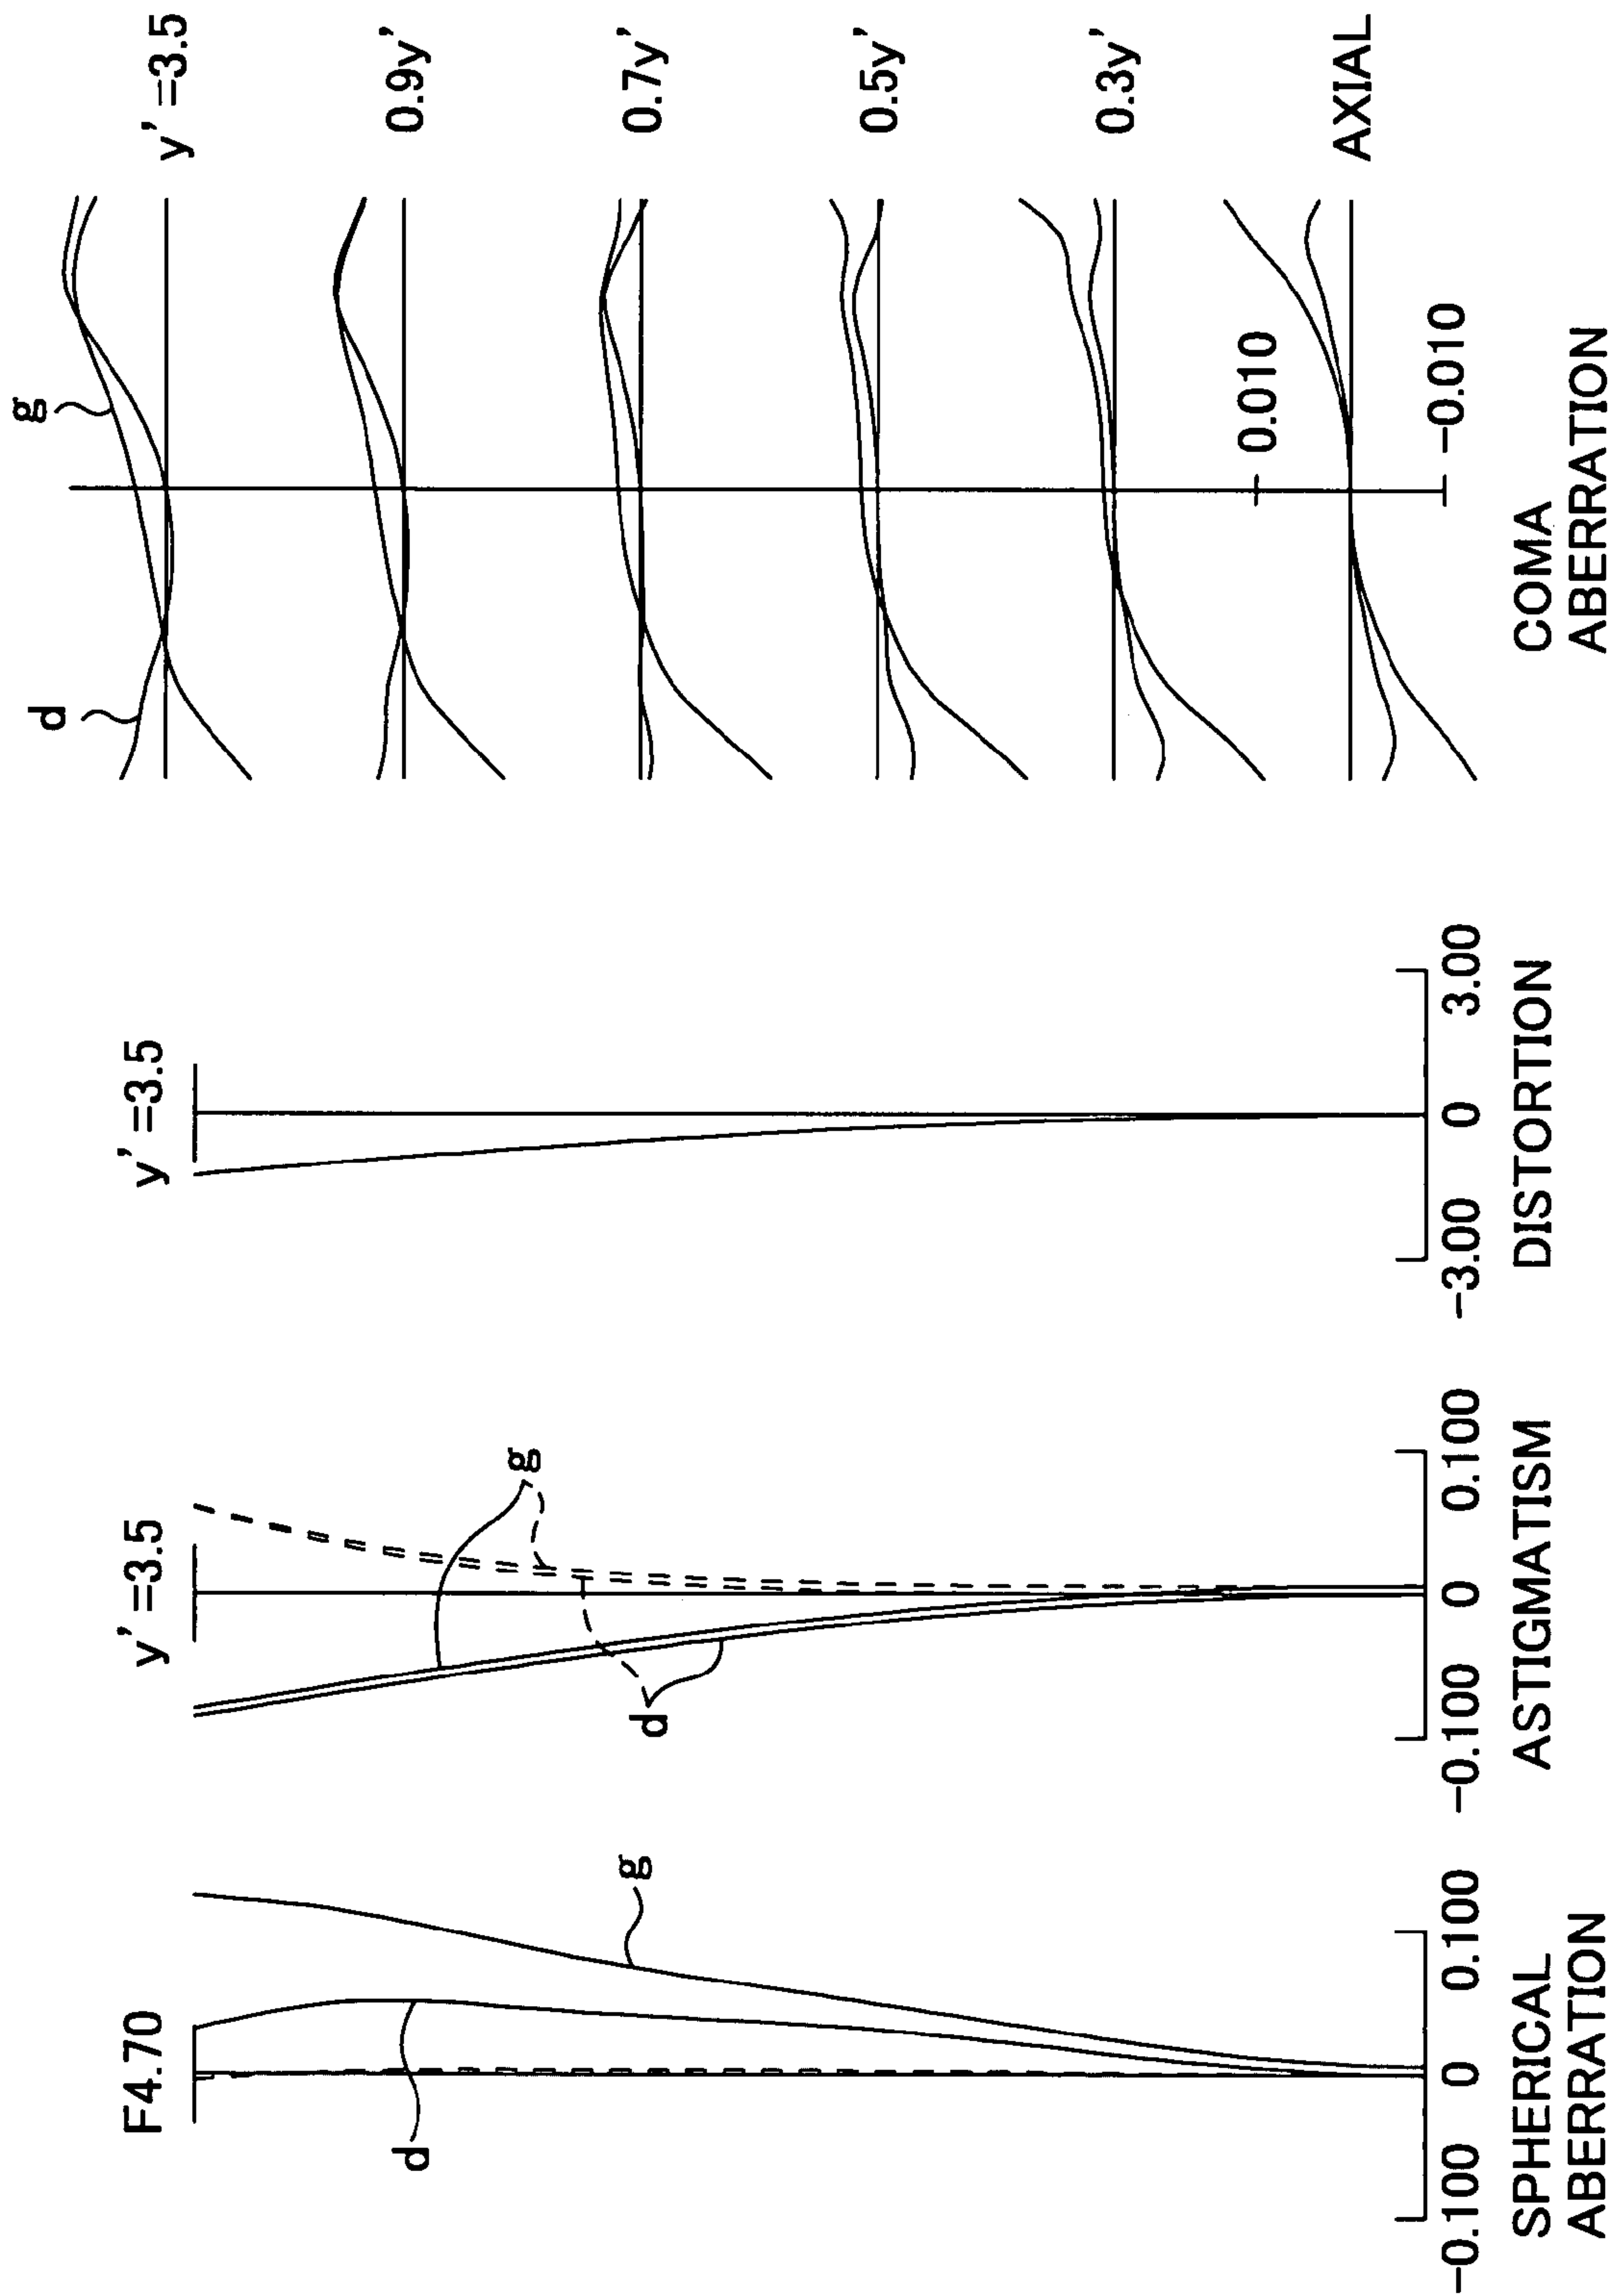 F4.70
d
g
-0.100
0
0.100
SPHERICAL
ABERRATION
y'=3.5
g
d
-0.100
0
0.100
ASTIGMATISM
y'=3.5
-3.00
0
3.00
DISTORTION
d
g
y'=3.5
0.9y'
0.7y'
0.5y'
0.3y'
0.010
AXIAL
-0.010
COMA
ABERRATION